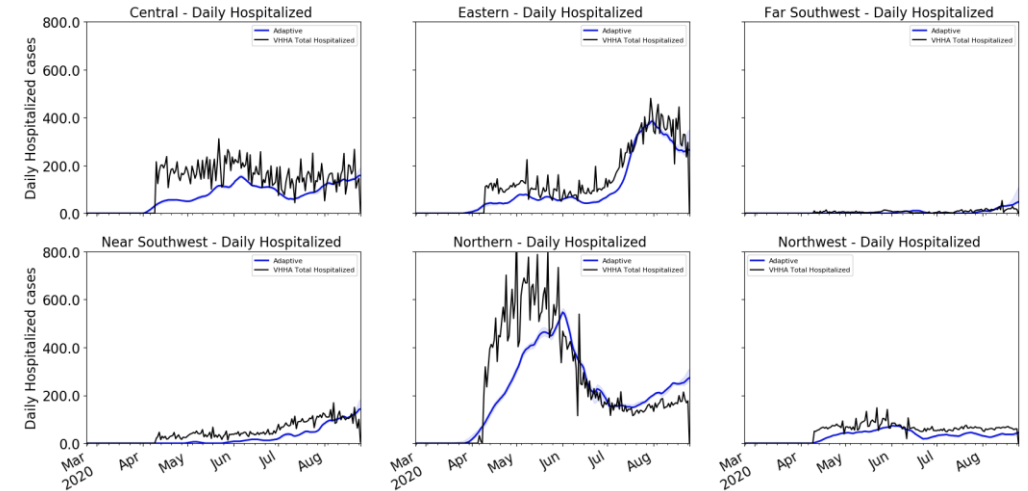 Central - Daily Hospitalized
Eastern - Daily Hospitalized
Far Southwest - Daily Hospitalized
800.0
600.0
400.0
200.0
0.0
Daily Hospitalized cases
Adaptive
VHHA Total Hospitalized
Adaptive
VHHA Total Hospitalized
Adaptive
VHHA Total Hospitalized
Near Southwest - Daily Hospitalized
Northern - Daily Hospitalized
Northwest - Daily Hospitalized
800.0
600.0
400.0
200.0
0.0
Daily Hospitalized cases
Adaptive
VHHA Total Hospitalized
Adaptive
VHHA Total Hospitalized
Adaptive
VHHA Total Hospitalized
Mar 2020
Apr
May
Jun
Jul
Aug
Mar 2020
Apr
May
Jun
Jul
Aug
Mar 2020
Apr
May
Jun
Jul
Aug